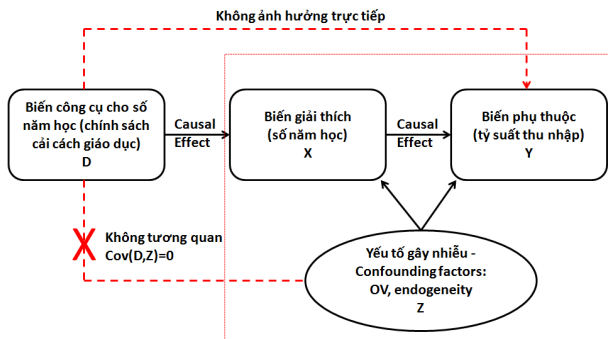 Không ảnh hưởng trực tiếp
Biến công cụ cho số
năm học (chính sách
cải cách giáo dục)
D
Causal
Effect
Biến giải thích
(số năm học)
X
Causal
Effect
Biến phụ thuộc
(tỷ suất thu nhập)
Y
Không tương quan
Cov(D,Z)=0
Yếu tố gây nhiễu -
Confounding factors:
OV, endogeneity
Z